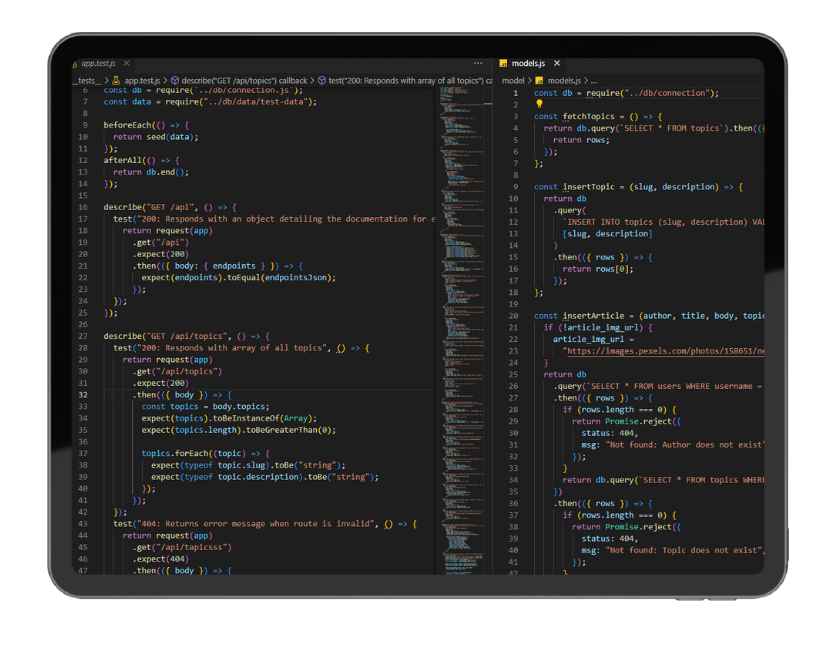 app.test.js
__tests__ > app.test.js > describe("GET /api/topics") callback > test("200: Responds with array of all topics") ca
6 const db = require("../db/connection.js");
7 const data = require("../db/data/test-data");
8
9 beforeEach(() => {
10 return seed(data);
11 });
12 afterAll(() => {
13 return db.end();
14 });
15
16 describe("GET /api", () => {
17 test("200: Responds with an object detailing the documentation for e
18 return request(app)
19 .get("/api")
20 .expect(200)
21 .then(({ body: { endpoints } }) => {
22 expect(endpoints).toEqual(endpointsJson);
23 });
24 });
25 });
26
27 describe("GET /api/topics", () => {
28 test("200: Responds with array of all topics", () => {
29 return request(app)
30 .get("/api/topics")
31 .expect(200)
32 .then(({ body }) => {
33 const topics = body.topics;
34 expect(topics).toBeInstanceOf(Array);
35 expect(topics.length).toBeGreaterThan(0);
36
37 topics.forEach((topic) => {
38 expect(typeof topic.slug).toBe("string");
39 expect(typeof topic.description).toBe("string");
40 });
41 });
42 });
43 test("404: Returns error message when route is invalid", () => {
44 return request(app)
45 .get("/api/tapicsss")
46 .expect(404)
47 .then(({ body }) => {
models.js
model > models.js > ...
1 const db = require("../db/connection");
2
3 const fetchTopics = () => {
4 return db.query(`SELECT * FROM topics`).then(({
5 return rows;
6 });
7 };
8
9 const insertTopic = (slug, description) => {
10 return db
11 .query(
12 `INSERT INTO topics (slug, description) VAL
13 [slug, description]
14 )
15 .then(({ rows }) => {
16 return rows[0];
17 });
18 };
19
20 const insertArticle = (author, title, body, topic
21 if (!article_img_url) {
22 article_img_url =
23 "https://images.pexels.com/photos/158651/ne
24 }
25 return db
26 .query(`SELECT * FROM users WHERE username =
27 .then(({ rows }) => {
28 if (rows.length === 0) {
29 return Promise.reject({
30 status: 404,
31 msg: "Not found: Author does not exist"
32 });
33 }
34 return db.query(`SELECT * FROM topics WHERE
35 })
36 .then(({ rows }) => {
37 if (rows.length === 0) {
38 return Promise.reject({
39 status: 404,
40 msg: "Not found: Topic does not exist",
41 });
42 }